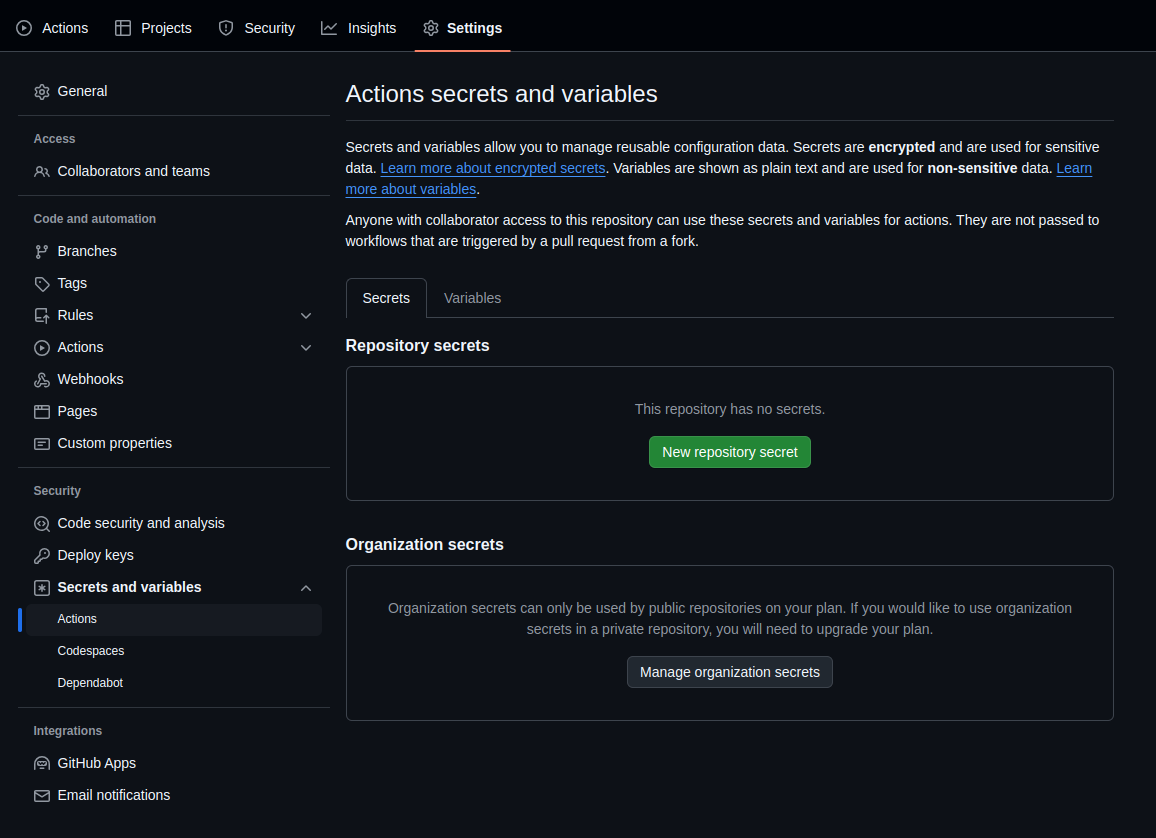 Actions Projects Security Insights Settings
General
Access
Collaborators and teams
Code and automation
Branches
Tags
Rules
Actions
Webhooks
Pages
Custom properties
Security
Code security and analysis
Deploy keys
Secrets and variables
Actions
Codespaces
Dependabot
Integrations
GitHub Apps
Email notifications
Actions secrets and variables
Secrets and variables allow you to manage reusable configuration data. Secrets are encrypted and are used for sensitive
data. Learn more about encrypted secrets. Variables are shown as plain text and are used for non-sensitive data. Learn
more about variables.
Anyone with collaborator access to this repository can use these secrets and variables for actions. They are not passed to
workflows that are triggered by a pull request from a fork.
Secrets Variables
Repository secrets
This repository has no secrets.
New repository secret
Organization secrets
Organization secrets can only be used by public repositories on your plan. If you would like to use organization
secrets in a private repository, you will need to upgrade your plan.
Manage organization secrets